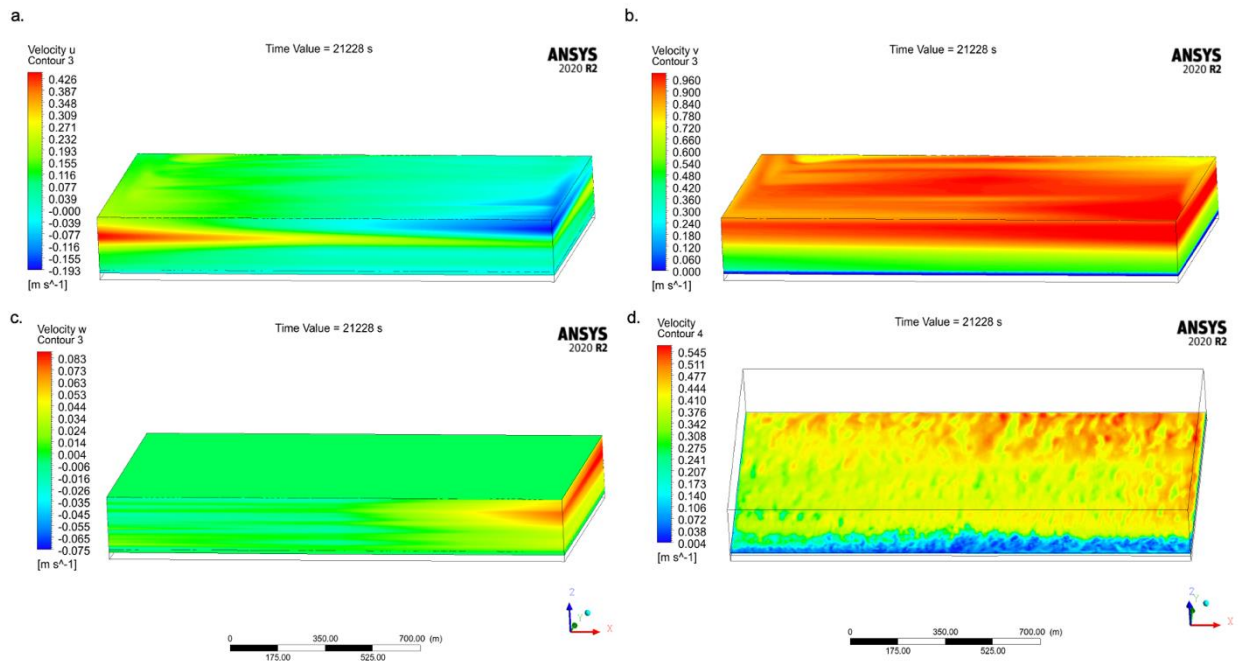 a.
Velocity u
Contour 3
Time Value = 21228 s
ANSYS
2020 R2
0.426
0.387
0.348
0.309
0.271
0.232
0.193
0.155
0.116
0.077
0.039
-0.000
-0.039
-0.077
-0.116
-0.155
-0.193
[m s^-1]
b.
Velocity v
Contour 3
Time Value = 21228 s
ANSYS
2020 R2
0.960
0.900
0.840
0.780
0.720
0.660
0.600
0.540
0.480
0.420
0.360
0.300
0.240
0.180
0.120
0.060
0.000
[m s^-1]
c.
Velocity w
Contour 3
Time Value = 21228 s
ANSYS
2020 R2
0.083
0.073
0.063
0.053
0.044
0.034
0.024
0.014
0.004
-0.006
-0.016
-0.026
-0.035
-0.045
-0.055
-0.065
-0.075
[m s^-1]
Z
Y
X
0 350.00 700.00 (m)
175.00 525.00
d.
Velocity
Contour 4
Time Value = 21228 s
ANSYS
2020 R2
0.545
0.511
0.477
0.444
0.410
0.376
0.342
0.308
0.275
0.241
0.207
0.173
0.140
0.106
0.072
0.038
0.004
[m s^-1]
Z
Y
X
0 350.00 700.00 (m)
175.00 525.00